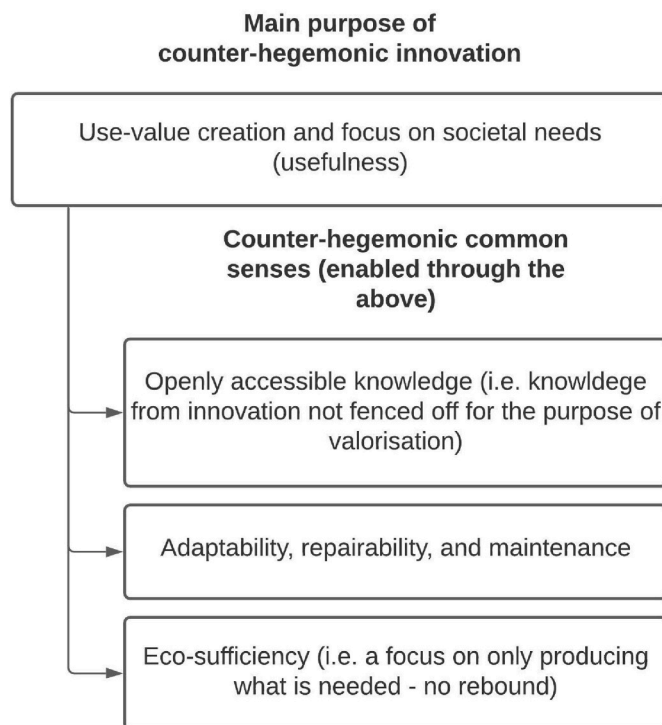 Main purpose of
counter-hegemonic innovation
Use-value creation and focus on societal needs
(usefulness)
Counter-hegemonic common
senses (enabled through the
above)
Openly accessible knowledge (i.e. knowldege
from innovation not fenced off for the purpose of
valorisation)
Adaptability, repairability, and maintenance
Eco-sufficiency (i.e. a focus on only producing
what is needed - no rebound)